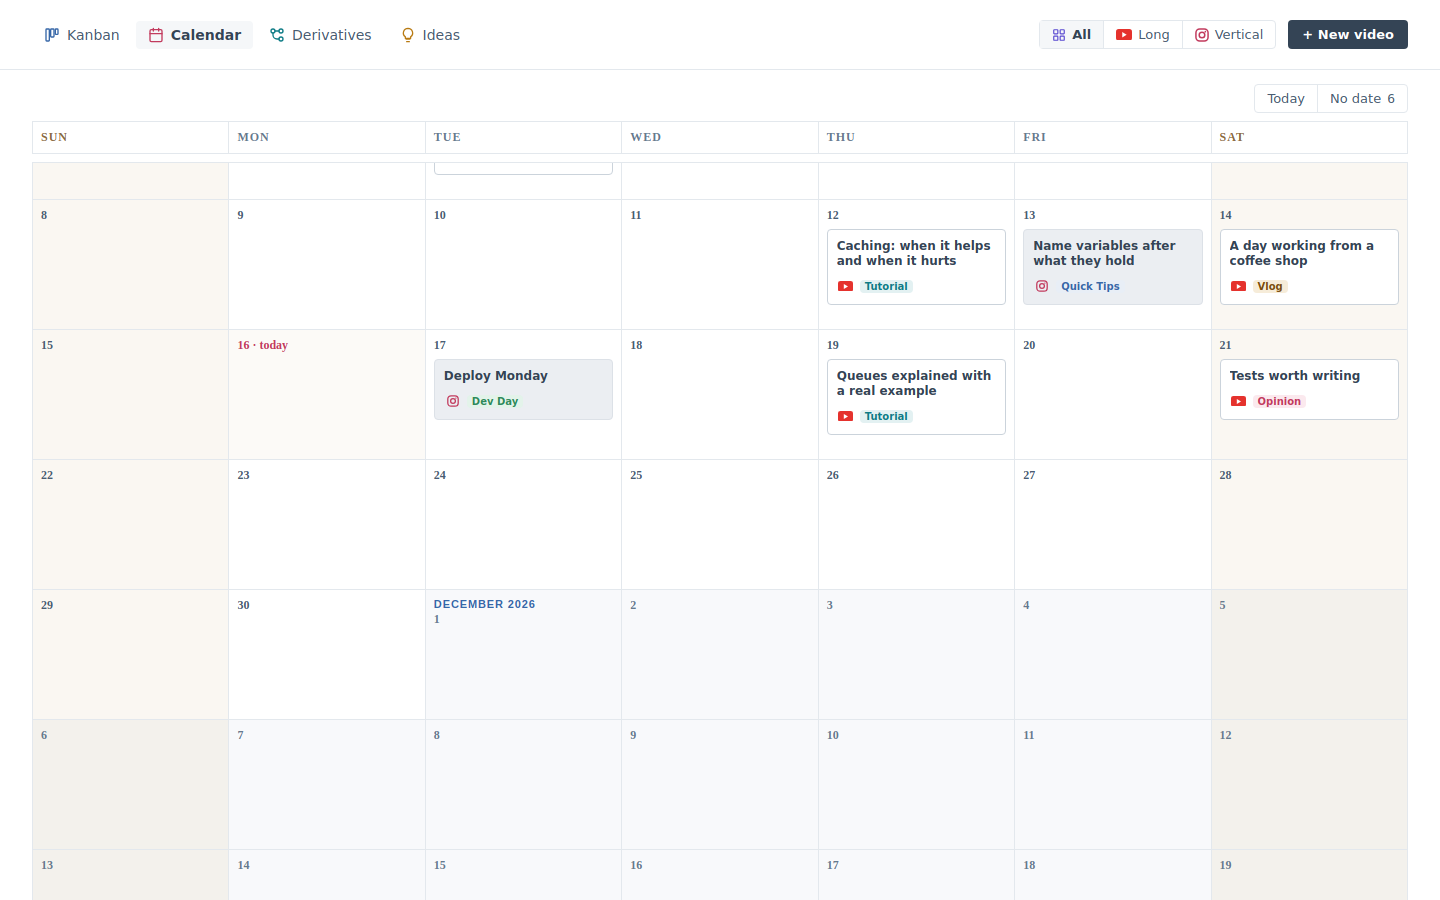 Kanban
Calendar
Derivatives
Ideas
All
Long
Vertical
+ New video
Today
No date 6
SUN
MON
TUE
WED
THU
FRI
SAT
8
9
10
11
12
Caching: when it helps
and when it hurts
Tutorial
13
Name variables after
what they hold
Quick Tips
14
A day working from a
coffee shop
Vlog
15
16 · today
17
Deploy Monday
Dev Day
18
19
Queues explained with
a real example
Tutorial
20
21
Tests worth writing
Opinion
22
23
24
25
26
27
28
29
30
DECEMBER 2026
1
2
3
4
5
6
7
8
9
10
11
12
13
14
15
16
17
18
19